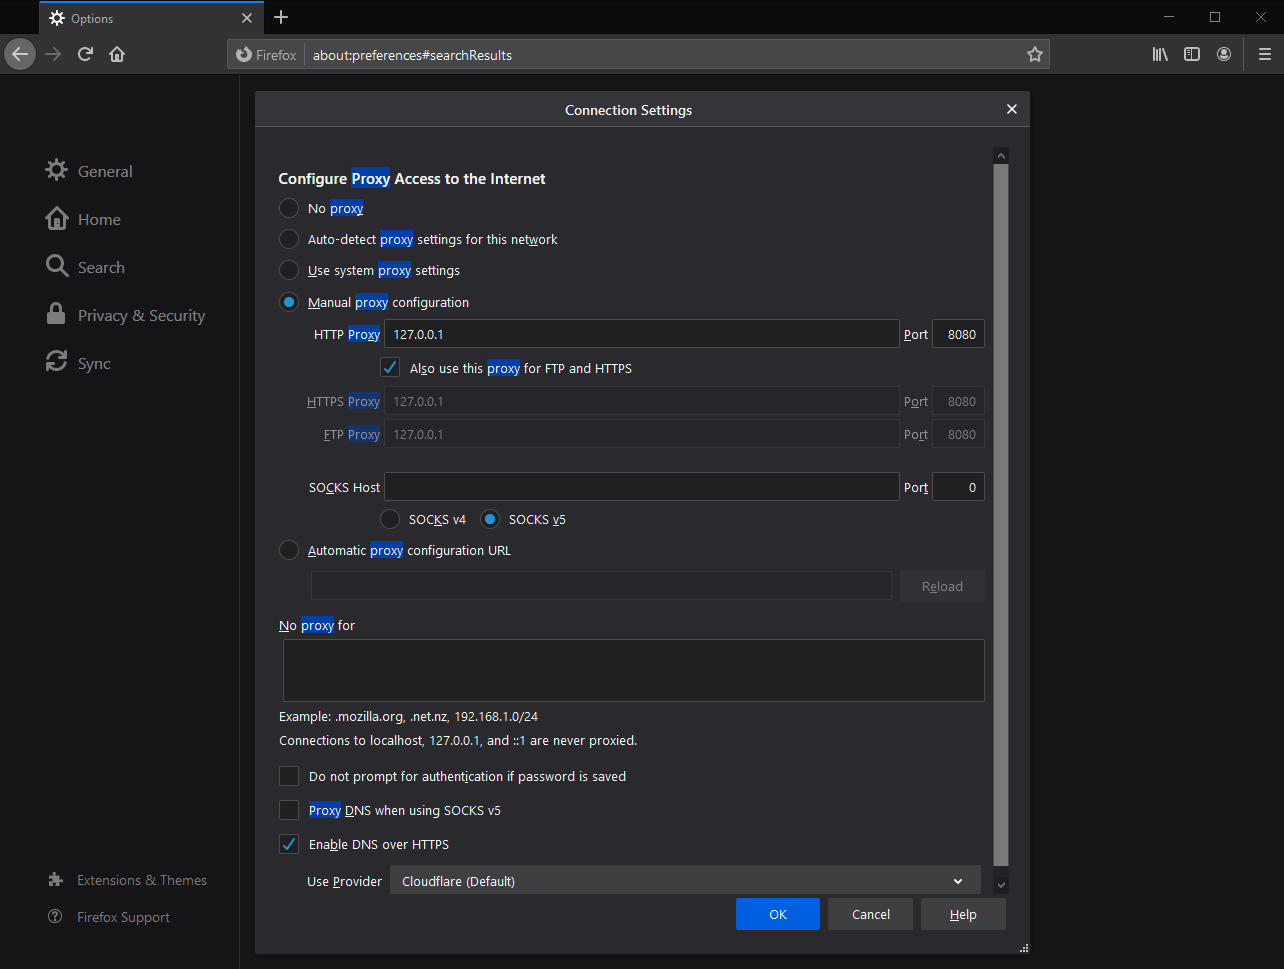 Options
Firefox about:preferences#searchResults
Connection Settings
General
Home
Search
Privacy & Security
Sync
Extensions & Themes
Firefox Support
Configure Proxy Access to the Internet
No proxy
Auto-detect proxy settings for this network
Use system proxy settings
Manual proxy configuration
HTTP Proxy 127.0.0.1 Port 8080
Also use this proxy for FTP and HTTPS
HTTPS Proxy 127.0.0.1 Port 8080
FTP Proxy 127.0.0.1 Port 8080
SOCKS Host Port 0
SOCKS v4 SOCKS v5
Automatic proxy configuration URL
Reload
No proxy for
Example: .mozilla.org, .net.nz, 192.168.1.0/24
Connections to localhost, 127.0.0.1, and ::1 are never proxied.
Do not prompt for authentication if password is saved
Proxy DNS when using SOCKS v5
Enable DNS over HTTPS
Use Provider Cloudflare (Default)
OK Cancel Help